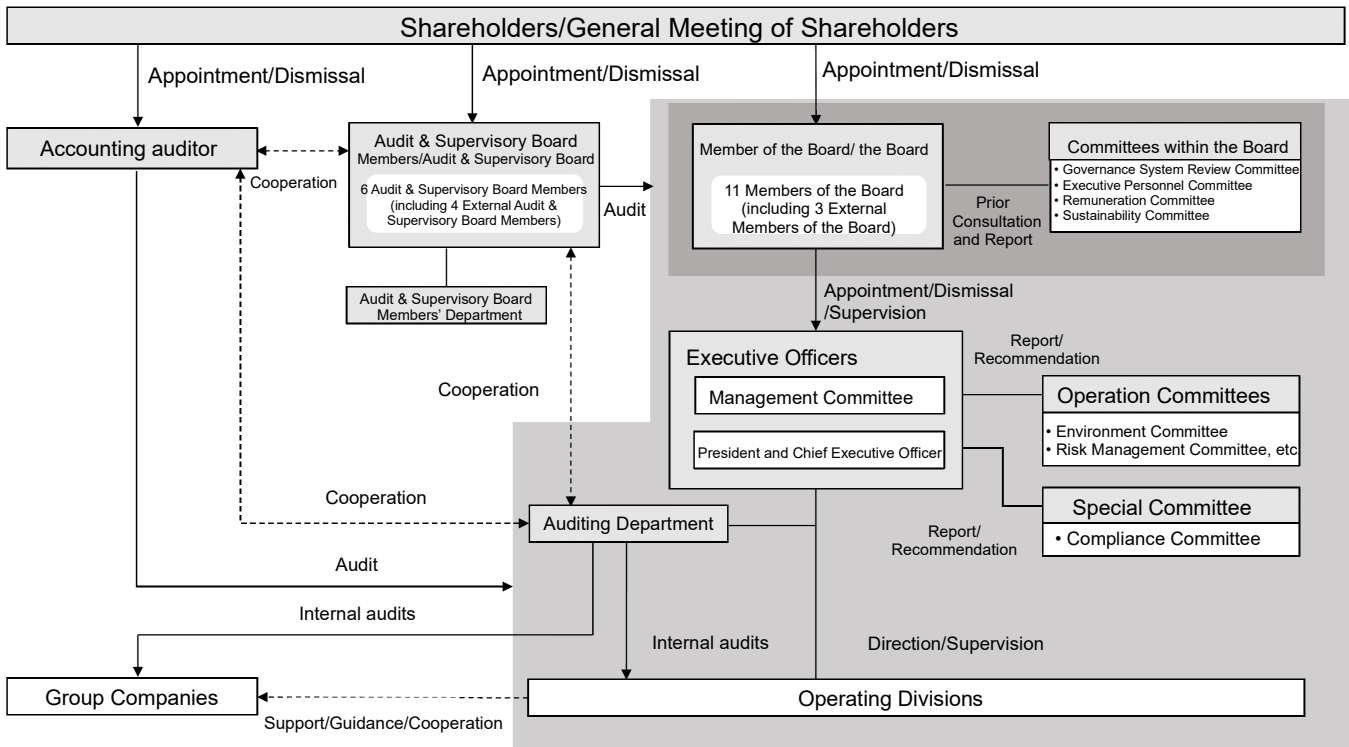 Shareholders/General Meeting of Shareholders
Appointment/Dismissal
Appointment/Dismissal
Appointment/Dismissal
Accounting auditor
Cooperation
Audit & Supervisory Board
Members/Audit & Supervisory Board
6 Audit & Supervisory Board Members
(including 4 External Audit &
Supervisory Board Members)
Audit
Member of the Board/ the Board
11 Members of the Board
(including 3 External
Members of the Board)
Prior
Consultation
and Report
Committees within the Board
• Governance System Review Committee
• Executive Personnel Committee
• Remuneration Committee
• Sustainability Committee
Audit & Supervisory Board
Members' Department
Appointment/Dismissal
/Supervision
Cooperation
Executive Officers
Management Committee
President and Chief Executive Officer
Report/
Recommendation
Operation Committees
• Environment Committee
• Risk Management Committee, etc.
Cooperation
Auditing Department
Report/
Recommendation
Special Committee
• Compliance Committee
Audit
Internal audits
Internal audits
Direction/Supervision
Group Companies
Support/Guidance/Cooperation
Operating Divisions